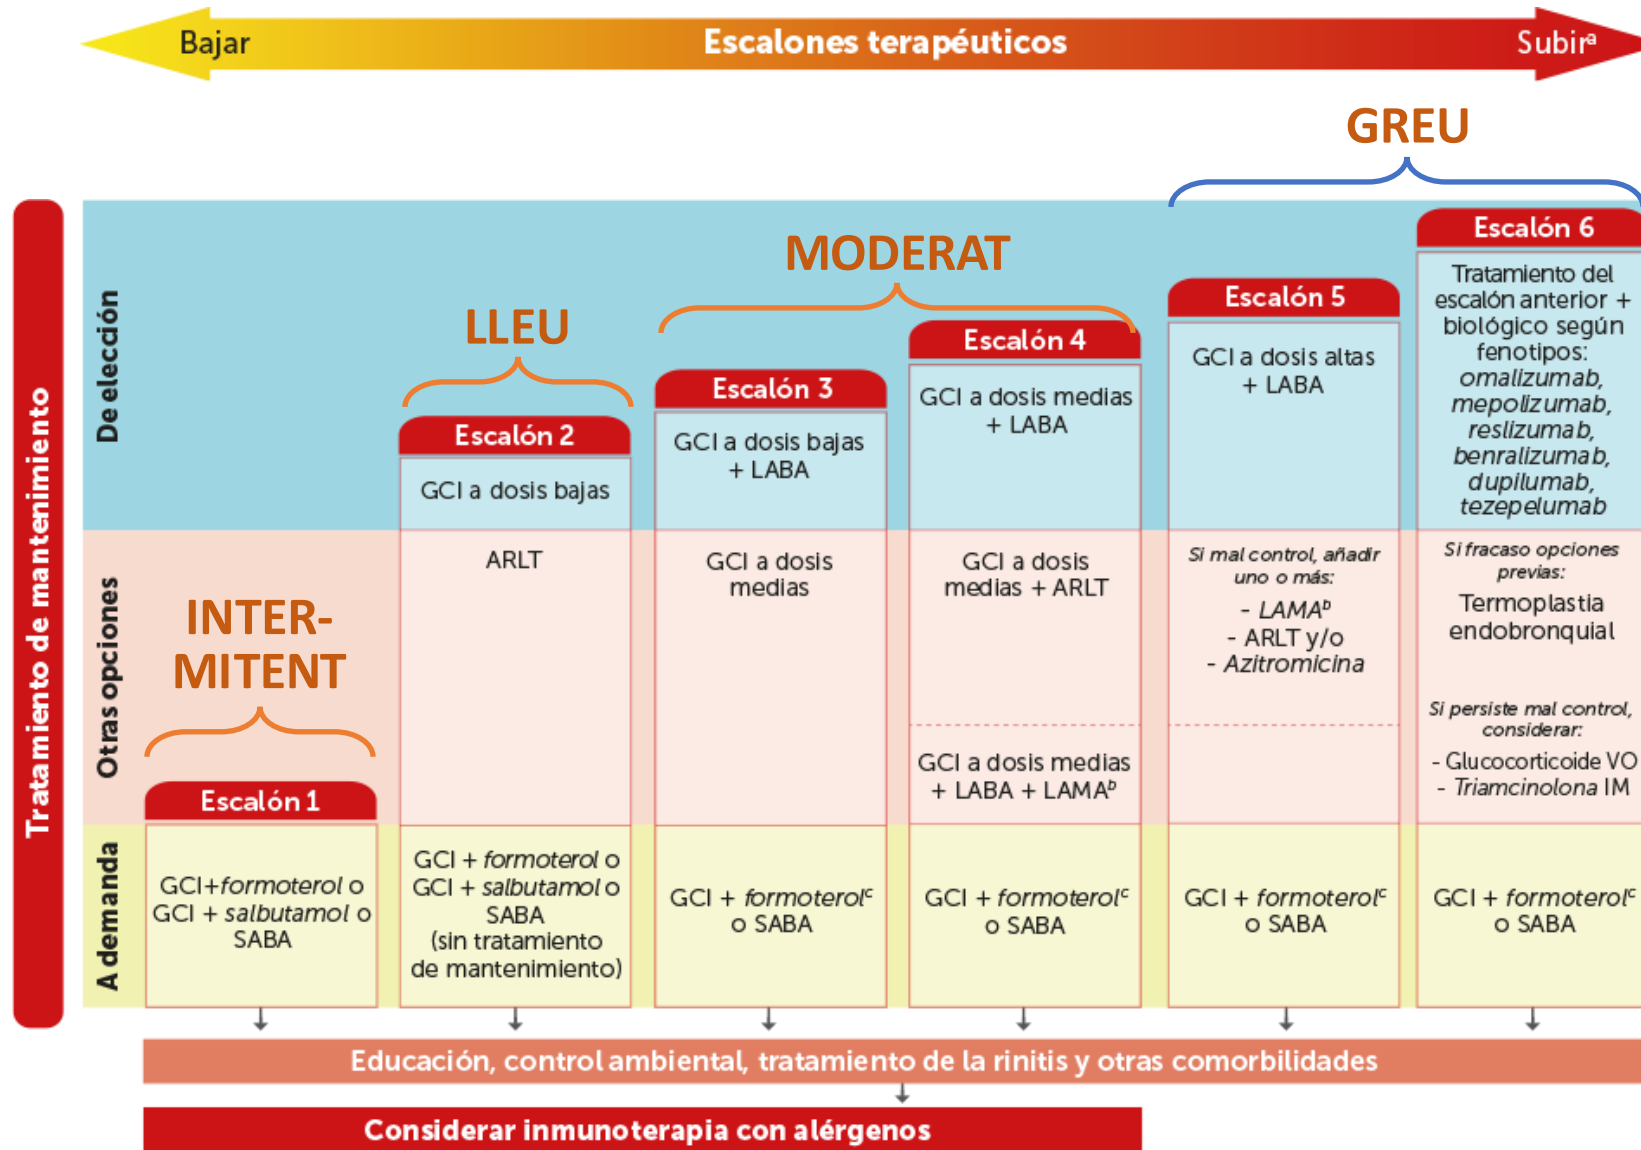 Bajar
Escalones terapéuticos
Subirª
GREU
MODERAT
LLEU
INTER-
MITENT
Tratamiento de mantenimiento
De elección
Otras opciones
A demanda
Escalón 1
GCI+formoterol o
GCI + salbutamol o
SABA
Escalón 2
GCI a dosis bajas
ARLT
GCI + formoterol o
GCI + salbutamol o
SABA
(sin tratamiento
de mantenimiento)
Escalón 3
GCI a dosis bajas
+ LABA
GCI a dosis
medias
GCI + formoterolᶜ
o SABA
Escalón 4
GCI a dosis medias
+ LABA
GCI a dosis
medias + ARLT
GCI a dosis medias
+ LABA + LAMAᵇ
GCI + formoterolᶜ
o SABA
Escalón 5
GCI a dosis altas
+ LABA
Si mal control, añadir
uno o más:
- LAMAᵇ
- ARLT y/o
- Azitromicina
GCI + formoterolᶜ
o SABA
Escalón 6
Tratamiento del
escalón anterior +
biológico según
fenotipos:
omalizumab,
mepolizumab,
reslizumab,
benralizumab,
dupilumab,
tezepelumab
Si fracaso opciones
previas:
Termoplastia
endobronquial
Si persiste mal control,
considerar:
- Glucocorticoide VO
- Triamcinolona IM
GCI + formoterolᶜ
o SABA
Educación, control ambiental, tratamiento de la rinitis y otras comorbilidades
Considerar inmunoterapia con alérgenos